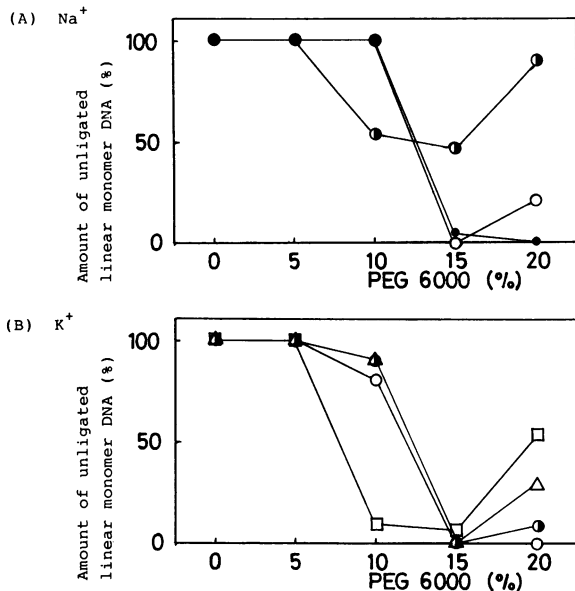 (A) Na+
Amount of unligated
linear monomer DNA (%)
100
50
0
0 5 10 15 20
PEG 6000 (%)
(B) K+
Amount of unligated
linear monomer DNA (%)
100
50
0
0 5 10 15 20
PEG 6000 (%)